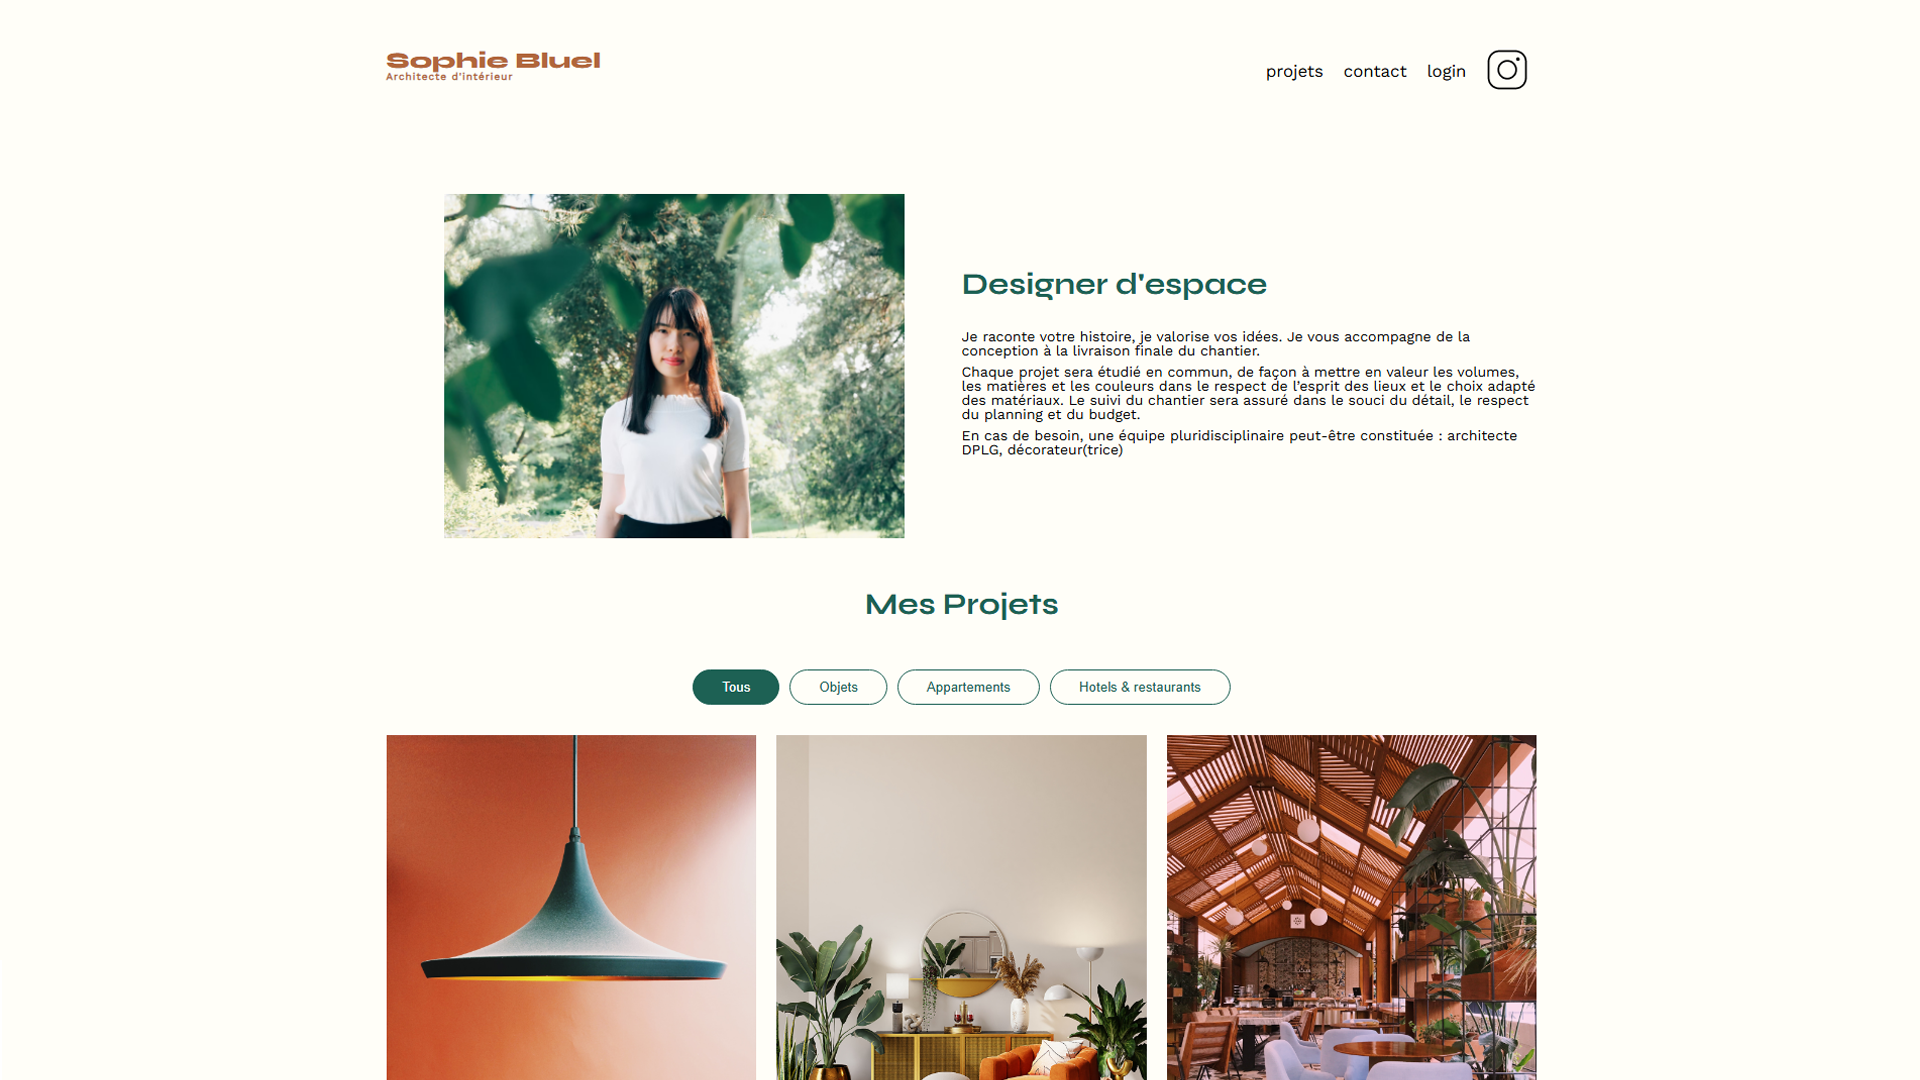 Sophie Bluel
Architecte d'intérieur
projets contact login
Designer d'espace
Je raconte votre histoire, je valorise vos idées. Je vous accompagne de la
conception à la livraison finale du chantier.
Chaque projet sera étudié en commun, de façon à mettre en valeur les volumes,
les matières et les couleurs dans le respect de l’esprit des lieux et le choix adapté
des matériaux. Le suivi du chantier sera assuré dans le souci du détail, le respect
du planning et du budget.
En cas de besoin, une équipe pluridisciplinaire peut-être constituée : architecte
DPLG, décorateur(trice)
Mes Projets
Tous Objets Appartements Hotels & restaurants